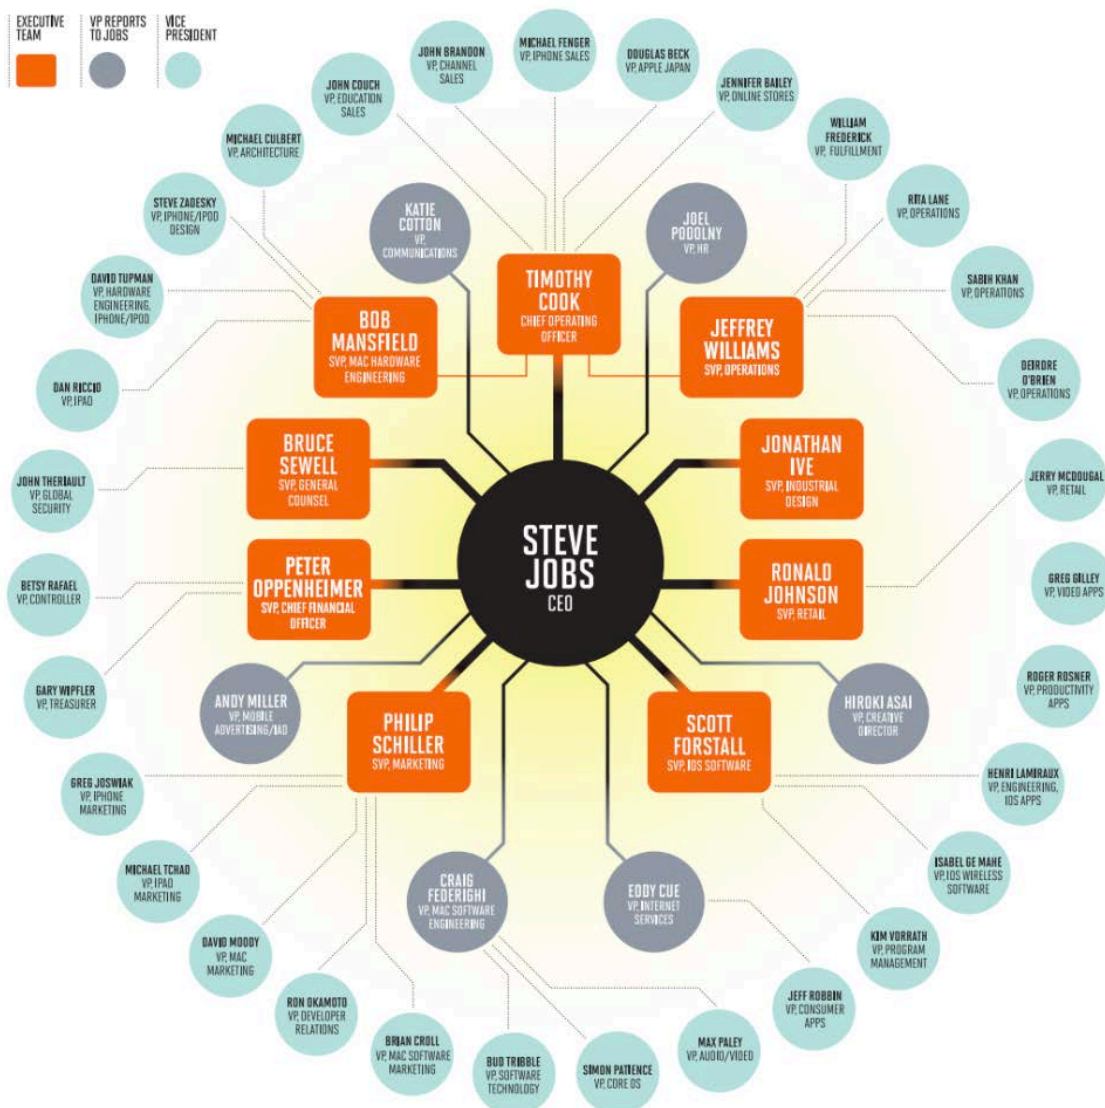 EXECUTIVE
TEAM
VP REPORTS
TO JOBS
VICE
PRESIDENT
JOHN COUCH
VP, EDUCATION
SALES
JOHN BRANDON
VP, CHANNEL
SALES
MICHAEL FENGER
VP, IPHONE SALES
DOUGLAS BECK
VP, APPLE JAPAN
JENNIFER BAILEY
VP, ONLINE STORES
WILLIAM
FREDERICK
VP, FULFILLMENT
RITA LANE
VP, OPERATIONS
SABIH KHAN
VP, OPERATIONS
DEIRDRE
O'BRIEN
VP, OPERATIONS
JERRY MCDOUGAL
VP, RETAIL
GREG GILLEY
VP, VIDEO APPS
ROGER ROSNER
VP, PRODUCTIVITY
APPS
HENRI LAMIRAUX
VP, ENGINEERING,
IOS APPS
ISABEL GE MAHE
VP, IOS WIRELESS
SOFTWARE
KIM VORRATH
VP, PROGRAM
MANAGEMENT
JEFF ROBBIN
VP, CONSUMER
APPS
MAX PALEY
VP, AUDIO/VIDEO
SIMON PATIENCE
VP, CORE OS
BUD TRIBBLE
VP, SOFTWARE
TECHNOLOGY
BRIAN CROLL
VP, MAC SOFTWARE
MARKETING
RON OKAMOTO
VP, DEVELOPER
RELATIONS
DAVID MOODY
VP, MAC
MARKETING
MICHAEL TCHAO
VP, IPAD
MARKETING
GREG JOSWIAK
VP, IPHONE
MARKETING
GARY WIPFLER
VP, TREASURER
BETSY RAFAEL
VP, CONTROLLER
JOHN THERIAULT
VP, GLOBAL
SECURITY
DAN RICCIO
VP, IPAD
DAVID TUPMAN
VP, HARDWARE
ENGINEERING,
IPHONE/IPOD
STEVE ZADESKY
VP, IPHONE/IPOD
DESIGN
MICHAEL CULBERT
VP, ARCHITECTURE
KATIE
COTTON
VP,
COMMUNICATIONS
JOEL
PODOLNY
VP, HR
TIMOTHY
COOK
CHIEF OPERATING
OFFICER
BOB
MANSFIELD
SVP, MAC HARDWARE
ENGINEERING
JEFFREY
WILLIAMS
SVP, OPERATIONS
BRUCE
SEWELL
SVP, GENERAL
COUNSEL
JONATHAN
IVE
SVP, INDUSTRIAL
DESIGN
STEVE
JOBS
CEO
PETER
OPPENHEIMER
SVP, CHIEF FINANCIAL
OFFICER
RONALD
JOHNSON
SVP, RETAIL
ANDY MILLER
VP, MOBILE
ADVERTISING/IAD
HIROKI ASAI
VP, CREATIVE
DIRECTOR
PHILIP
SCHILLER
SVP, MARKETING
SCOTT
FORSTALL
SVP, IOS SOFTWARE
CRAIG
FEDERIGHI
VP, MAC SOFTWARE
ENGINEERING
EDDY CUE
VP, INTERNET
SERVICES